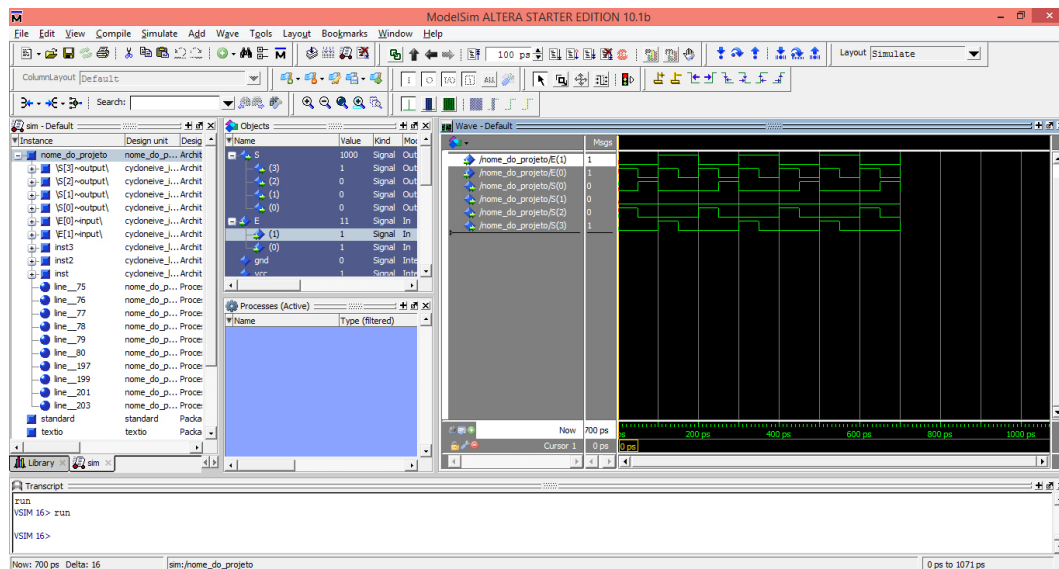 ModelSim ALTERA STARTER EDITION 10.1b
File Edit View Compile Simulate Add Wave Tools Layout Bookmarks Window Help
100 ps
Layout Simulate
ColumnLayout Default
Search:
sim - Default
Instance Design unit Desig
nome_do_projeto nome_do_p... Archit
\S[3]~output\ cycloneive_i... Archit
\S[2]~output\ cycloneive_i... Archit
\S[1]~output\ cycloneive_i... Archit
\S[0]~output\ cycloneive_i... Archit
\E[0]~input\ cycloneive_i... Archit
\E[1]~input\ cycloneive_i... Archit
inst3 cycloneive_l... Archit
inst2 cycloneive_l... Archit
inst cycloneive_l... Archit
line__75 nome_do_p... Proce
line__76 nome_do_p... Proce
line__77 nome_do_p... Proce
line__78 nome_do_p... Proce
line__79 nome_do_p... Proce
line__80 nome_do_p... Proce
line__197 nome_do_p... Proce
line__199 nome_do_p... Proce
line__201 nome_do_p... Proce
line__203 nome_do_p... Proce
standard standard Packa
textio textio Packa
Library sim
Objects
Name Value Kind Moc
S 1000 Signal Out
(3) 1 Signal Out
(2) 0 Signal Out
(1) 0 Signal Out
(0) 0 Signal Out
E 11 Signal In
(1) 1 Signal In
(0) 1 Signal In
gnd 0 Signal Inte
vcc 1 Signal Inte
Processes (Active)
Name Type (filtered)
Wave - Default
Msgs
/nome_do_projeto/E(1) 1
/nome_do_projeto/E(0) 1
/nome_do_projeto/S(0) 0
/nome_do_projeto/S(1) 0
/nome_do_projeto/S(2) 0
/nome_do_projeto/S(3) 1
Now 700 ps
ps 200 ps 400 ps 600 ps 800 ps 1000 ps
Cursor 1 0 ps 0 ps
Transcript
run
VSIM 16> run
VSIM 16>
Now: 700 ps Delta: 16 sim:/nome_do_projeto 0 ps to 1071 ps